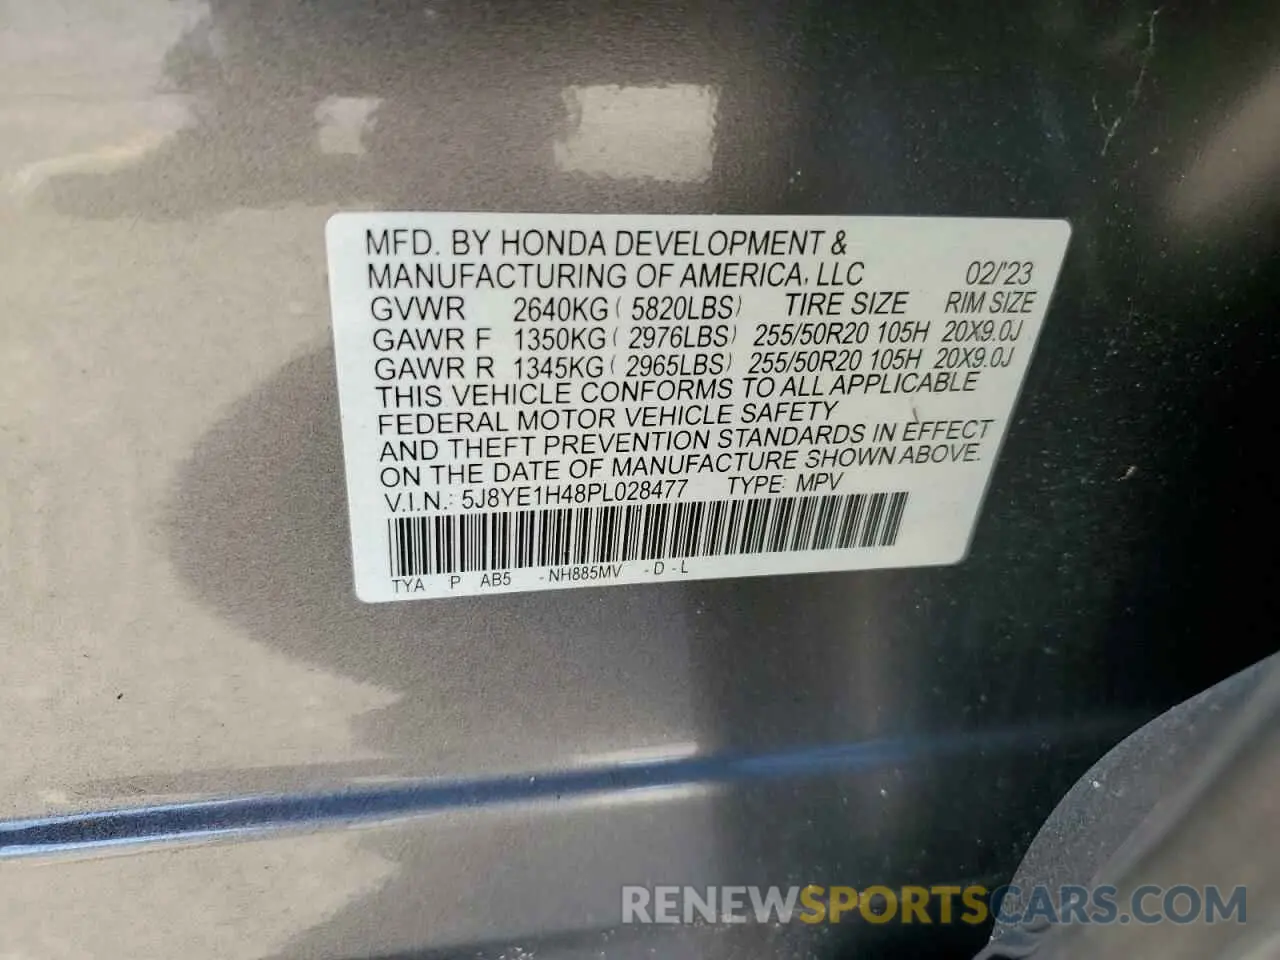 MFD. BY HONDA DEVELOPMENT &
MANUFACTURING OF AMERICA, LLC 02/'23
GVWR 2640KG ( 5820LBS) TIRE SIZE RIM SIZE
GAWR F 1350KG ( 2976LBS) 255/50R20 105H 20X9.0J
GAWR R 1345KG ( 2965LBS) 255/50R20 105H 20X9.0J
THIS VEHICLE CONFORMS TO ALL APPLICABLE
FEDERAL MOTOR VEHICLE SAFETY
AND THEFT PREVENTION STANDARDS IN EFFECT
ON THE DATE OF MANUFACTURE SHOWN ABOVE.
V.I.N.: 5J8YE1H48PL028477 TYPE: MPV
TYA P AB5 - NH885MV - D - L
RENEWSPORTSCARS.COM